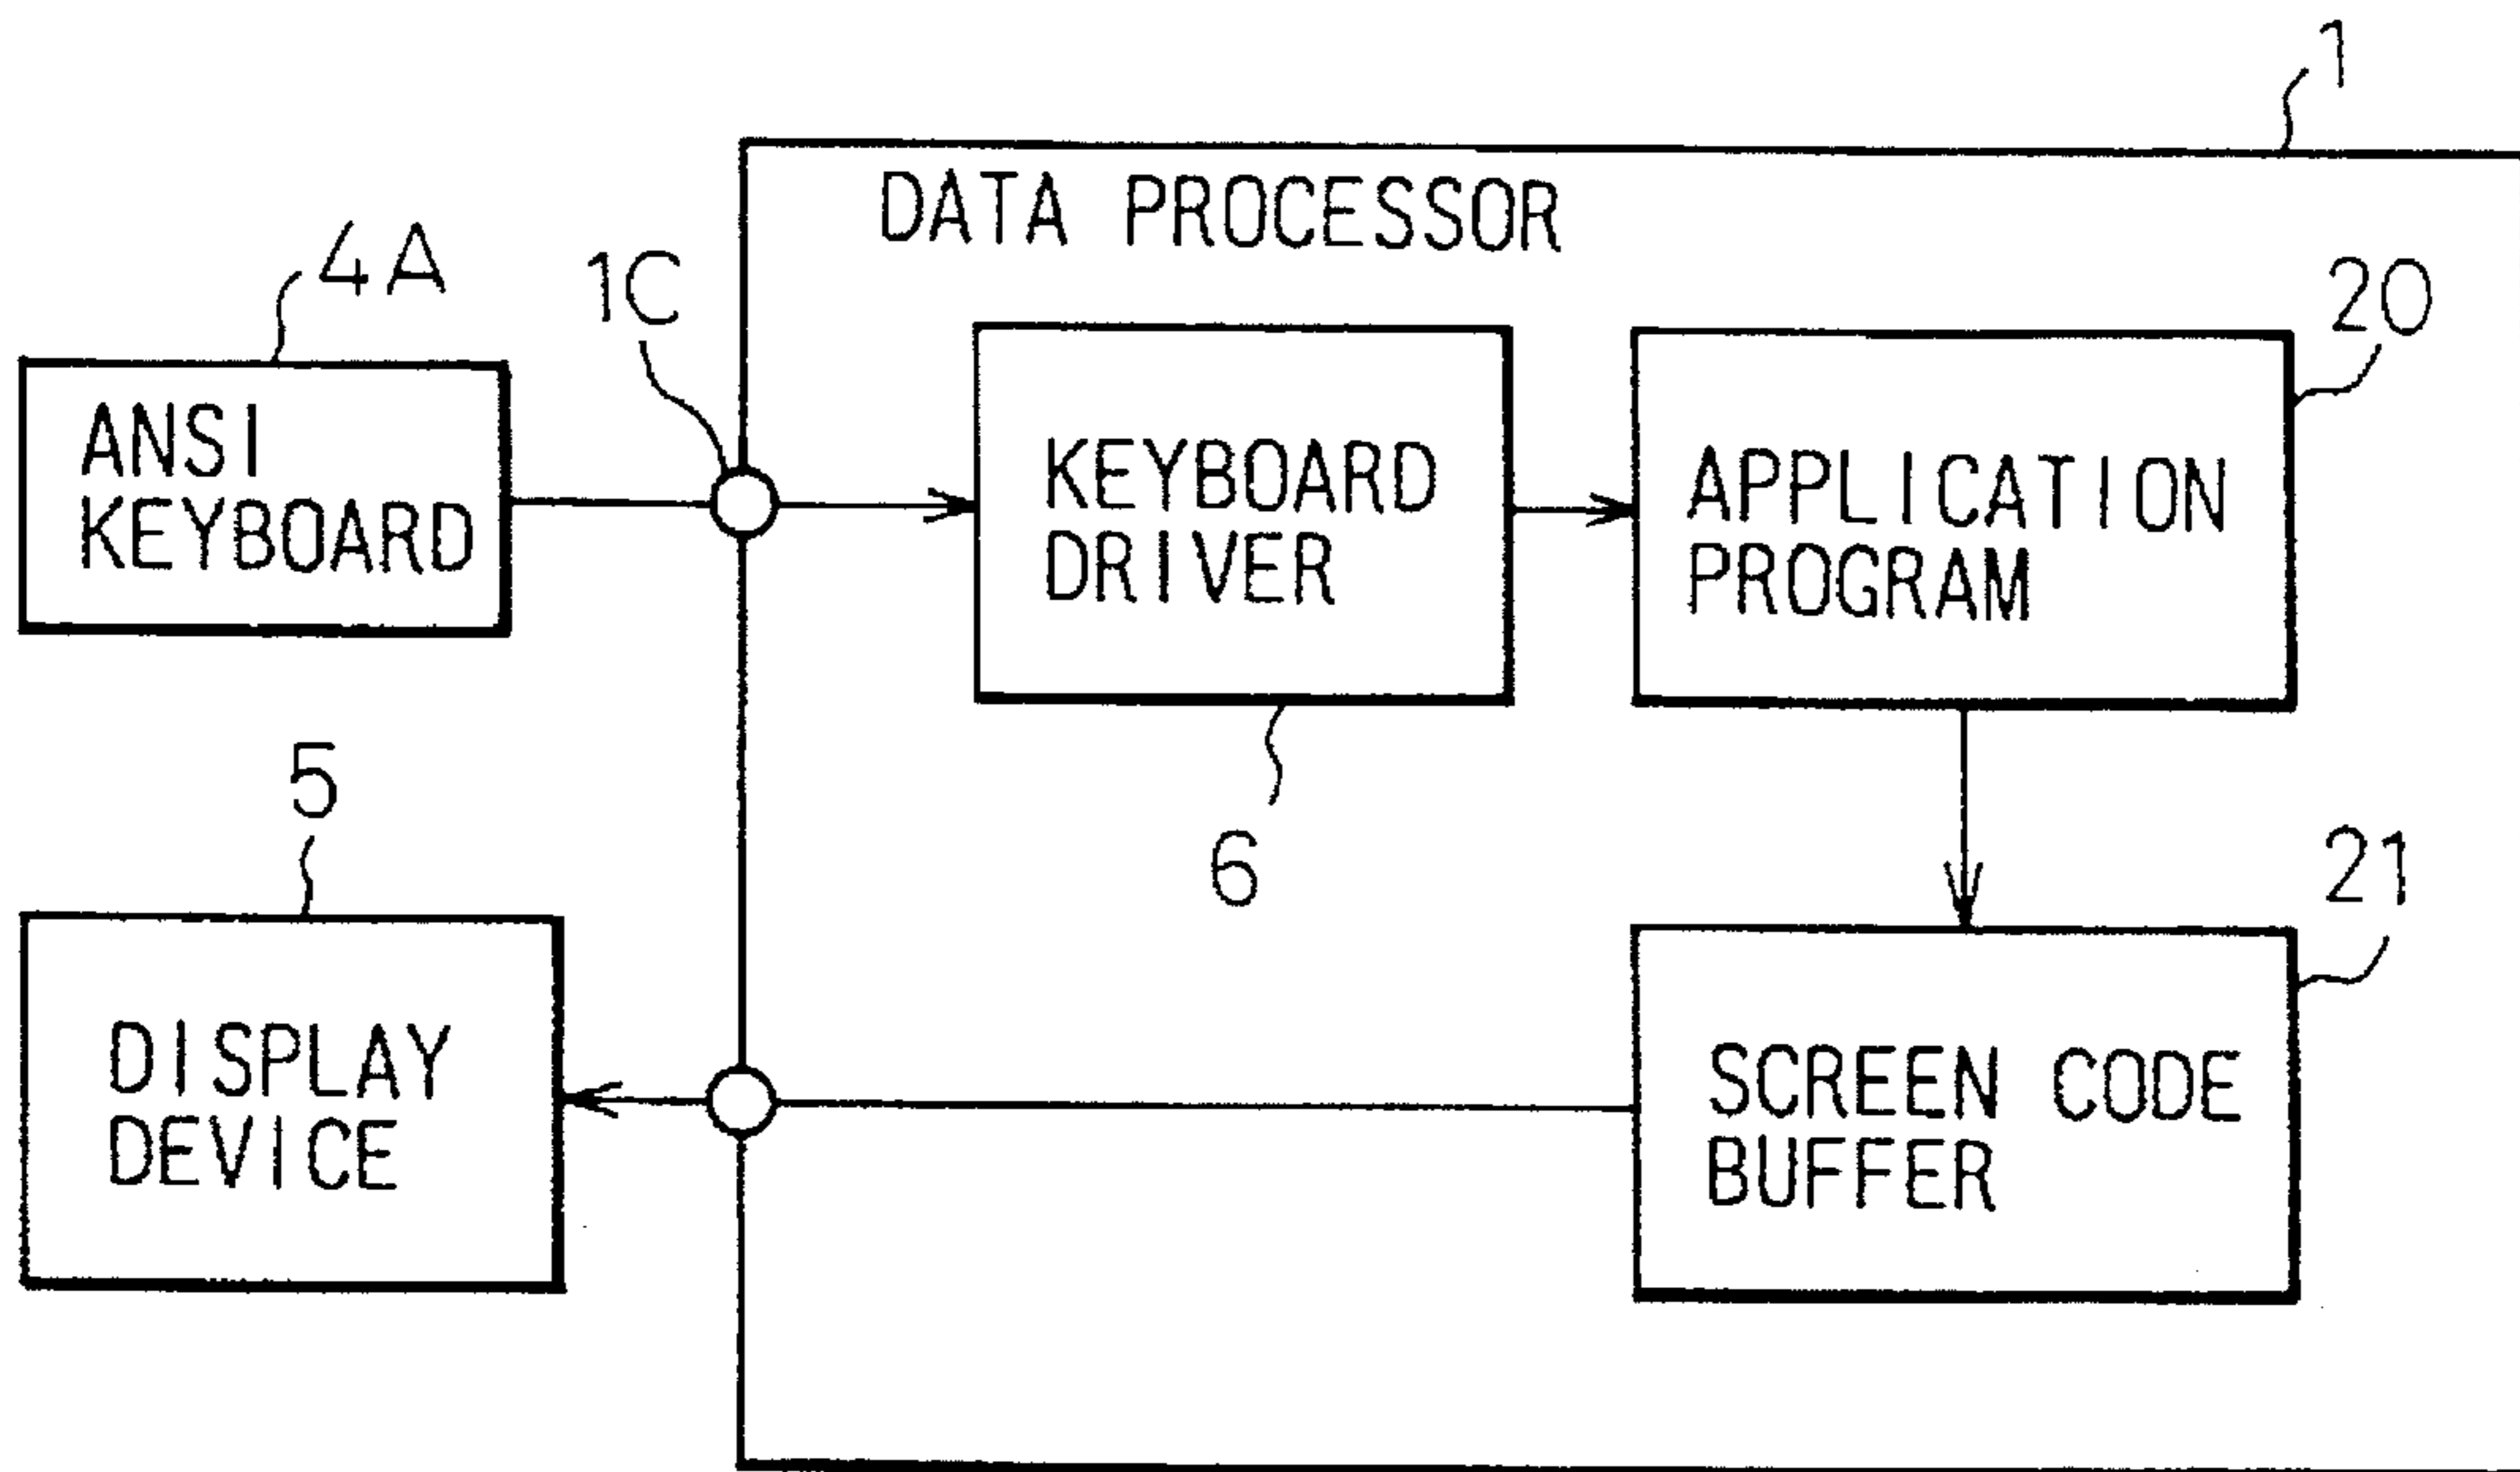 1
DATA PROCESSOR
4A
1C
20
ANSI
KEYBOARD
KEYBOARD
DRIVER
APPLICATION
PROGRAM
5
6
21
DISPLAY
DEVICE
SCREEN CODE
BUFFER